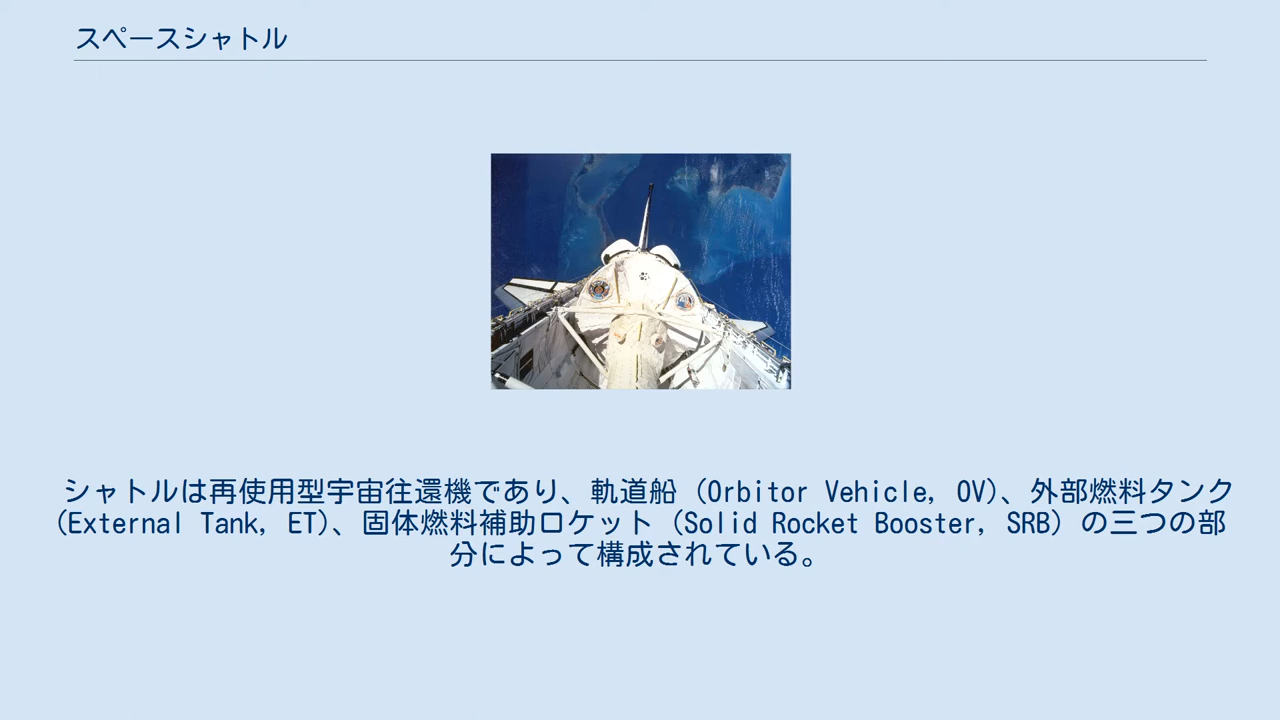 スペースシャトル
シャトルは再使用型宇宙往還機であり、軌道船（Orbitor Vehicle, OV)、外部燃料タンク
(External Tank, ET)、固体燃料補助ロケット（Solid Rocket Booster, SRB）の三つの部
分によって構成されている。